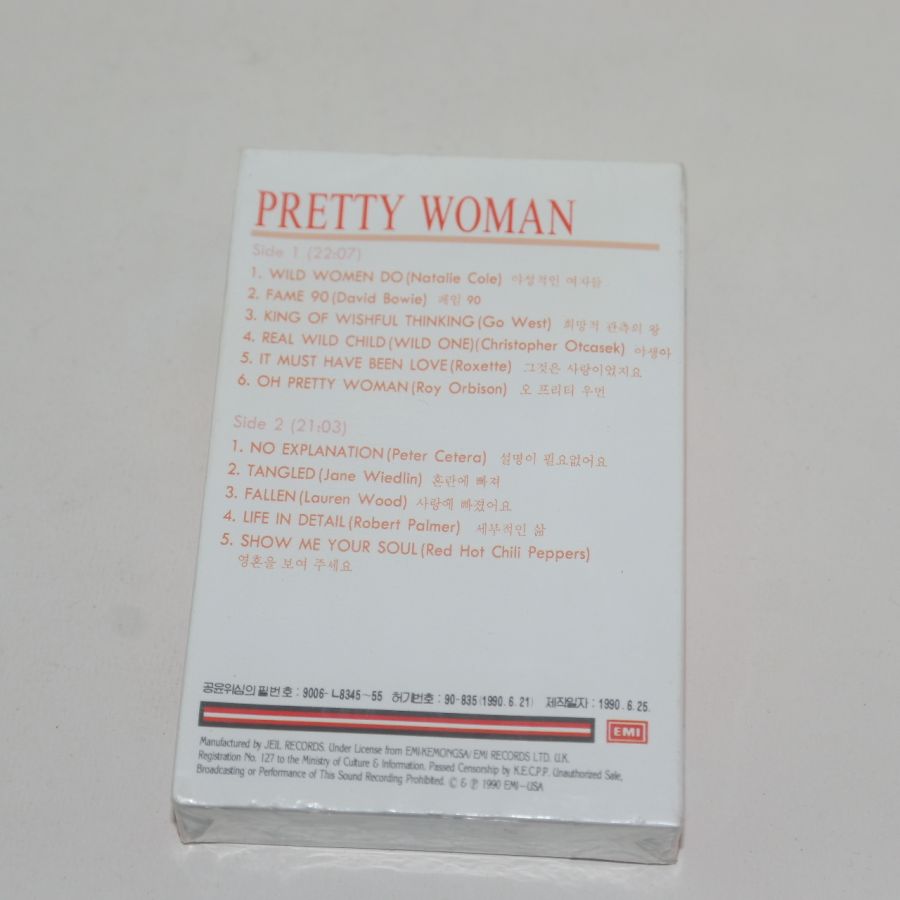 PRETTY WOMAN
Side 1 (22:07)
1. WILD WOMEN DO(Natalie Cole) 야성적인 여자들
2. FAME 90(David Bowie) 페임 90
3. KING OF WISHFUL THINKING(Go West) 희망적 관측의 왕
4. REAL WILD CHILD(WILD ONE)(Christopher Otcasek) 야생아
5. IT MUST HAVE BEEN LOVE(Roxette) 그것은 사랑이었지요
6. OH PRETTY WOMAN(Roy Orbison) 오 프리티 우먼
Side 2 (21:03)
1. NO EXPLANATION(Peter Cetera) 설명이 필요없어요
2. TANGLED(Jane Wiedlin) 혼란에 빠져
3. FALLEN(Lauren Wood) 사랑에 빠졌어요
4. LIFE IN DETAIL(Robert Palmer) 세부적인 삶
5. SHOW ME YOUR SOUL(Red Hot Chili Peppers)
영혼을 보여 주세요
공윤위심의필번호 : 9006-ㄴ8345~55 허가번호 : 90-835(1990.6.21) 제작일자 : 1990.6.25.
EMI
Manufactured by JEIL RECORDS. Under License from EMI-KEMONGSA/EMI RECORDS LTD. U.K.
Registration No. 127 to the Ministry of Culture & Information. Passed Censorship by K.E.C.P.P. Unauthorized Sale,
Broadcasting or Performance of This Sound Recording Prohibited. © & ℗ 1990 EMI-USA